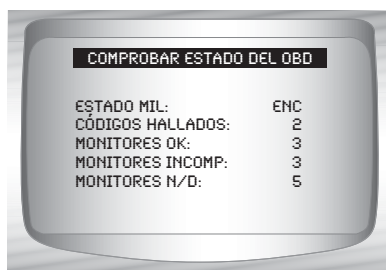 COMPROBAR ESTADO DEL OBD
ESTADO MIL: ENC
CÓDIGOS HALLADOS: 2
MONITORES OK: 3
MONITORES INCOMP: 3
MONITORES N/D: 5